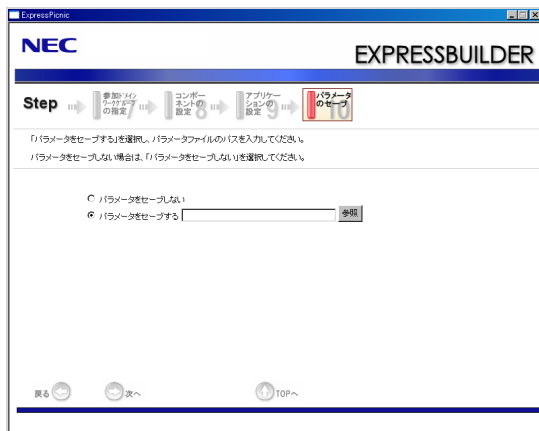 ExpressPicnic
NEC
EXPRESSBUILDER
Step
参加ドメイン
ワークグループ
の指定 7
コンポー
ネントの
設定 8
アプリケー
ションの
設定 9
パラメータ
のセーブ
10
「パラメータをセーブする」を選択し、パラメータファイルのパスを入力してください。
パラメータをセーブしない場合は、「パラメータをセーブしない」を選択してください。
パラメータをセーブしない
パラメータをセーブする 参照
戻る 次へ TOPへ